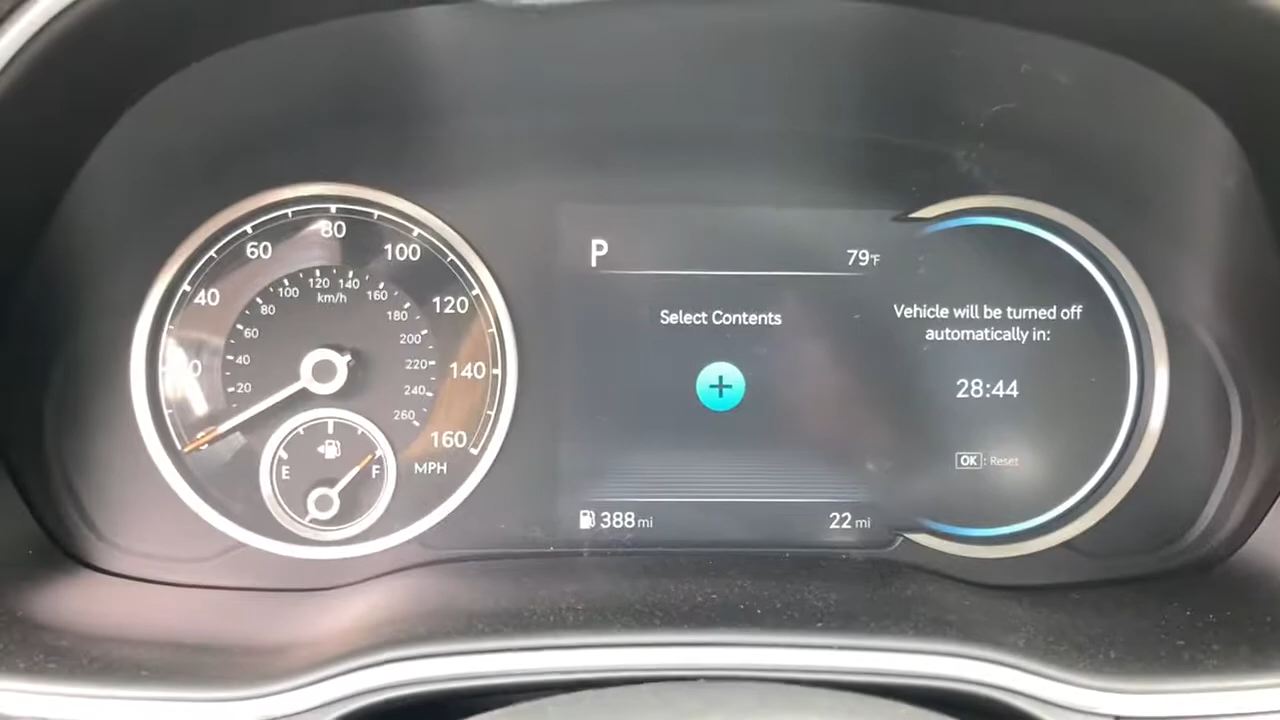 80
60
100
40
120
140
160
MPH
120
140
100
160
km/h
80
180
60
200
40
220
20
240
260
E
F
P
79°F
Select Contents
+
388 mi
22 mi
Vehicle will be turned off
automatically in:
28:44
OK : Reset